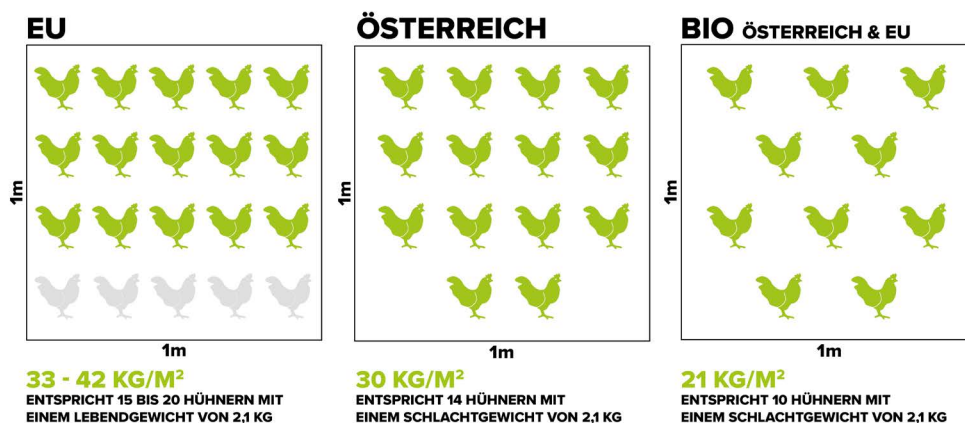 EU
1m
1m
33 - 42 KG/M²
ENTSPRICHT 15 BIS 20 HÜHNERN MIT
EINEM LEBENDGEWICHT VON 2,1 KG
ÖSTERREICH
1m
1m
30 KG/M²
ENTSPRICHT 14 HÜHNERN MIT
EINEM SCHLACHTGEWICHT VON 2,1 KG
BIO ÖSTERREICH & EU
1m
1m
21 KG/M²
ENTSPRICHT 10 HÜHNERN MIT
EINEM SCHLACHTGEWICHT VON 2,1 KG